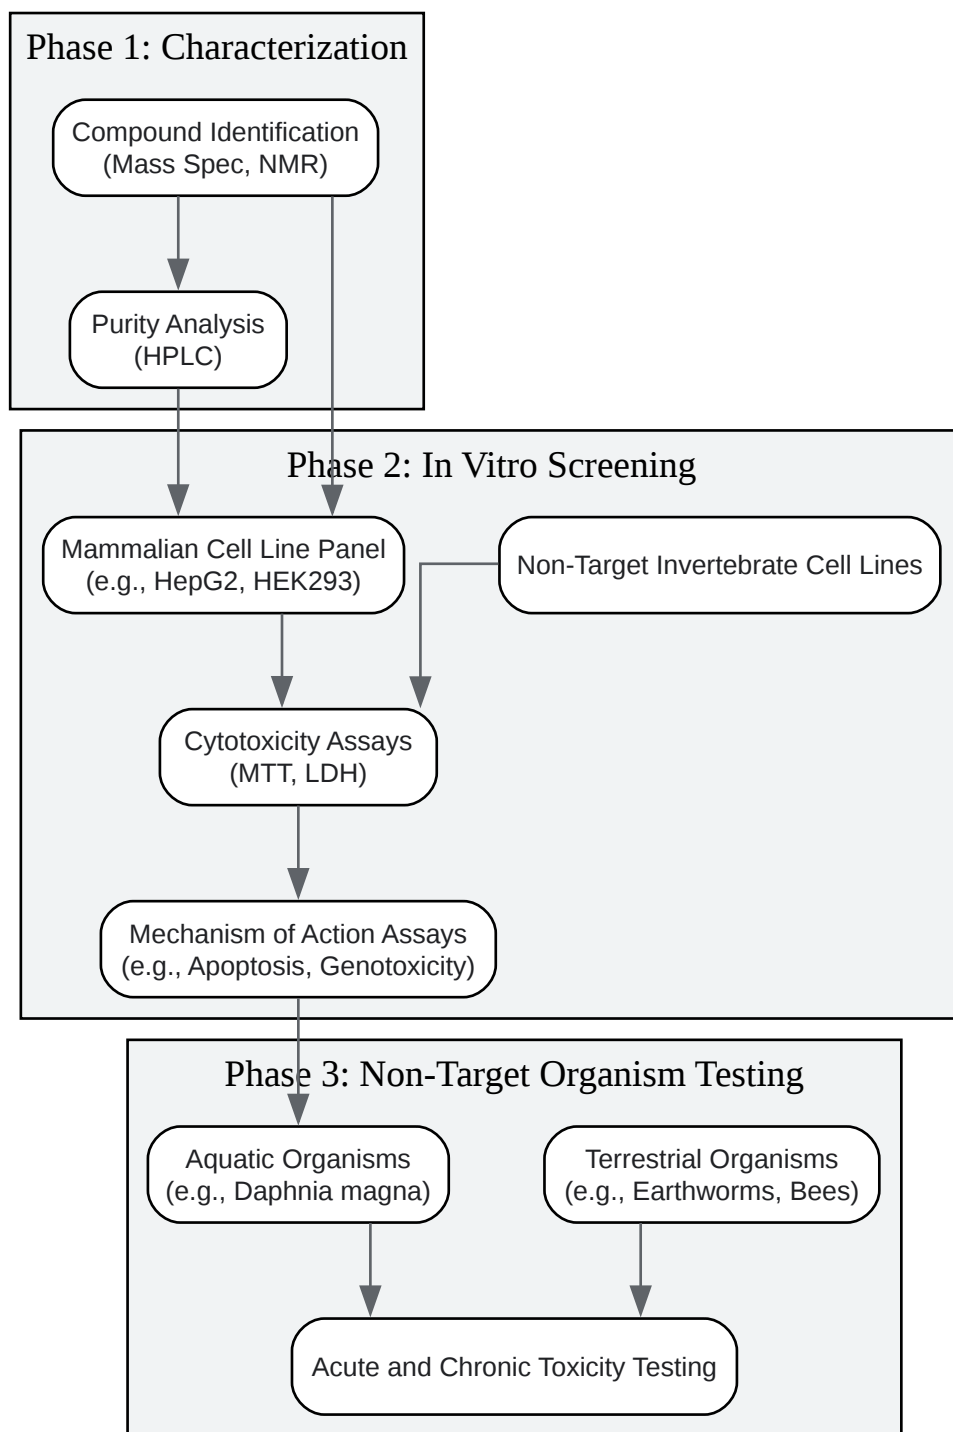 Phase 1: Characterization
Compound Identification
(Mass Spec, NMR)
Purity Analysis
(HPLC)
Phase 2: In Vitro Screening
Mammalian Cell Line Panel
(e.g., HepG2, HEK293)
Non-Target Invertebrate Cell Lines
Cytotoxicity Assays
(MTT, LDH)
Mechanism of Action Assays
(e.g., Apoptosis, Genotoxicity)
Phase 3: Non-Target Organism Testing
Aquatic Organisms
(e.g., Daphnia magna)
Terrestrial Organisms
(e.g., Earthworms, Bees)
Acute and Chronic Toxicity Testing